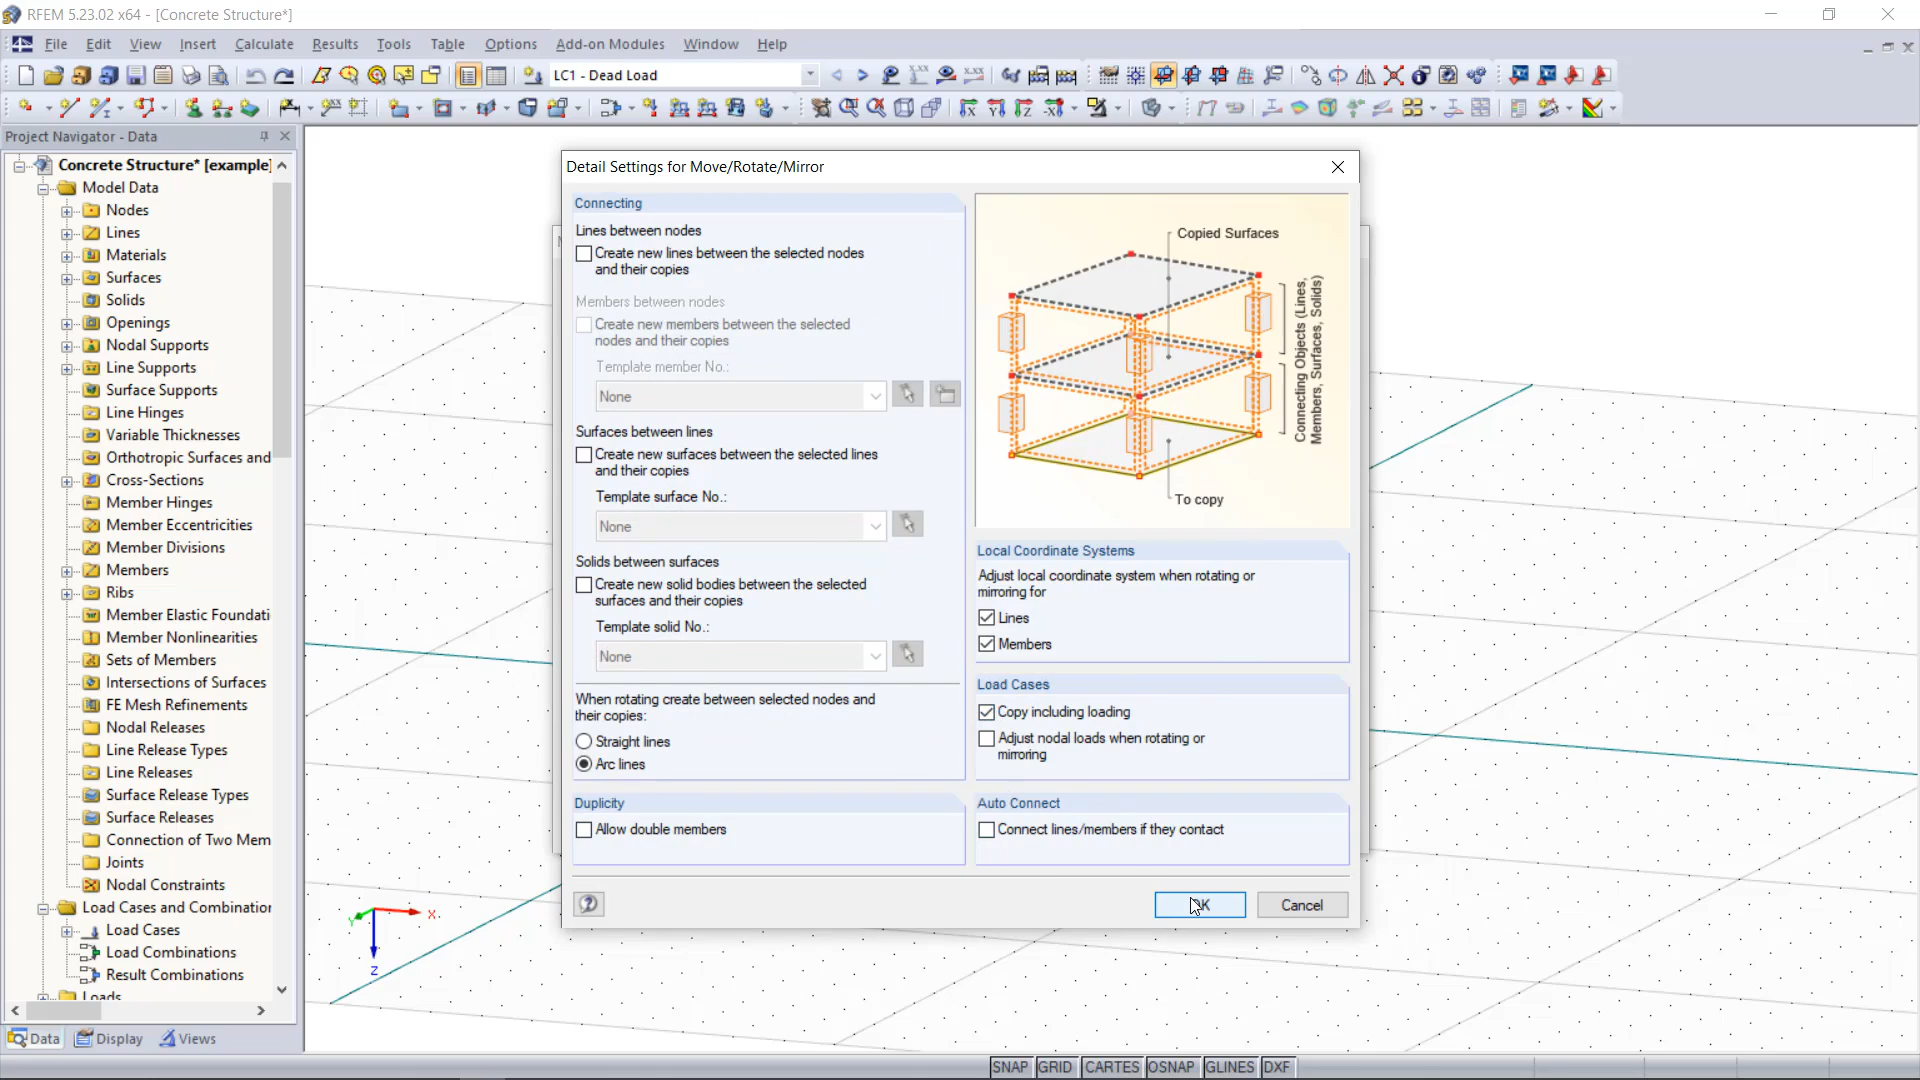 RFEM 5.23.02 x64 - [Concrete Structure*]
File Edit View Insert Calculate Results Tools Table Options Add-on Modules Window Help
LC1 - Dead Load
Project Navigator - Data
Concrete Structure* [example]
Model Data
Nodes
Lines
Materials
Surfaces
Solids
Openings
Nodal Supports
Line Supports
Surface Supports
Line Hinges
Variable Thicknesses
Orthotropic Surfaces and
Cross-Sections
Member Hinges
Member Eccentricities
Member Divisions
Members
Ribs
Member Elastic Foundati
Member Nonlinearities
Sets of Members
Intersections of Surfaces
FE Mesh Refinements
Nodal Releases
Line Release Types
Line Releases
Surface Release Types
Surface Releases
Connection of Two Mem
Joints
Nodal Constraints
Load Cases and Combination
Load Cases
Load Combinations
Result Combinations
Loads
Data Display Views
Detail Settings for Move/Rotate/Mirror
Connecting
Lines between nodes
Create new lines between the selected nodes
and their copies
Members between nodes
Create new members between the selected
nodes and their copies
Template member No.:
None
Surfaces between lines
Create new surfaces between the selected lines
and their copies
Template surface No.:
None
Solids between surfaces
Create new solid bodies between the selected
surfaces and their copies
Template solid No.:
None
When rotating create between selected nodes and
their copies:
Straight lines
Arc lines
Duplicity
Allow double members
Copied Surfaces
Connecting Objects (Lines,
Members, Surfaces, Solids)
To copy
Local Coordinate Systems
Adjust local coordinate system when rotating or
mirroring for
Lines
Members
Load Cases
Copy including loading
Adjust nodal loads when rotating or
mirroring
Auto Connect
Connect lines/members if they contact
OK Cancel
Y X
Z
SNAP GRID CARTES OSNAP GLINES DXF